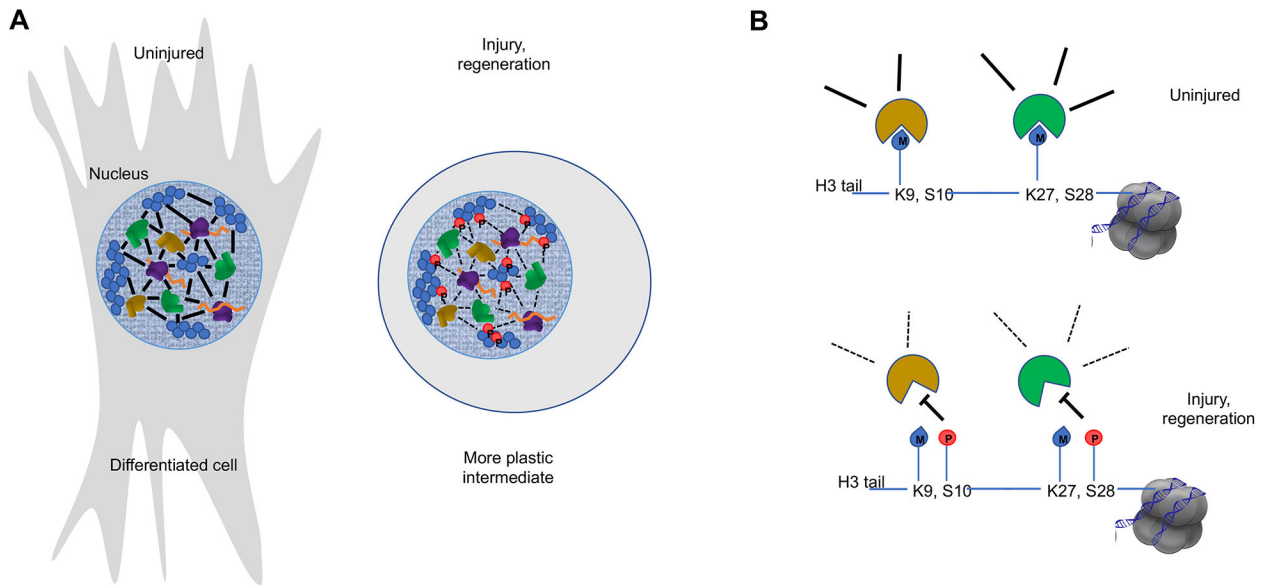 A
Uninjured
Injury,
regeneration
Nucleus
P
P
P
P
P
P
P
P
P
P
Differentiated cell
More plastic
intermediate
B
Uninjured
M
M
H3 tail
K9, S10
K27, S28
Injury,
regeneration
M
P
M
P
H3 tail
K9, S10
K27, S28